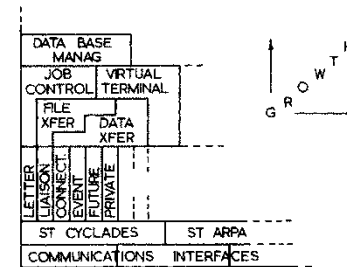 DATA BASE
MANAG
JOB
CONTROL
VIRTUAL
TERMINAL
FILE
XFER
DATA
XFER
LETTER
LIAISON
CONNECT.
EVENT
FUTURE
PRIVATE
ST CYCLADES
ST ARPA
COMMUNICATIONS INTERFACES
GROWTH